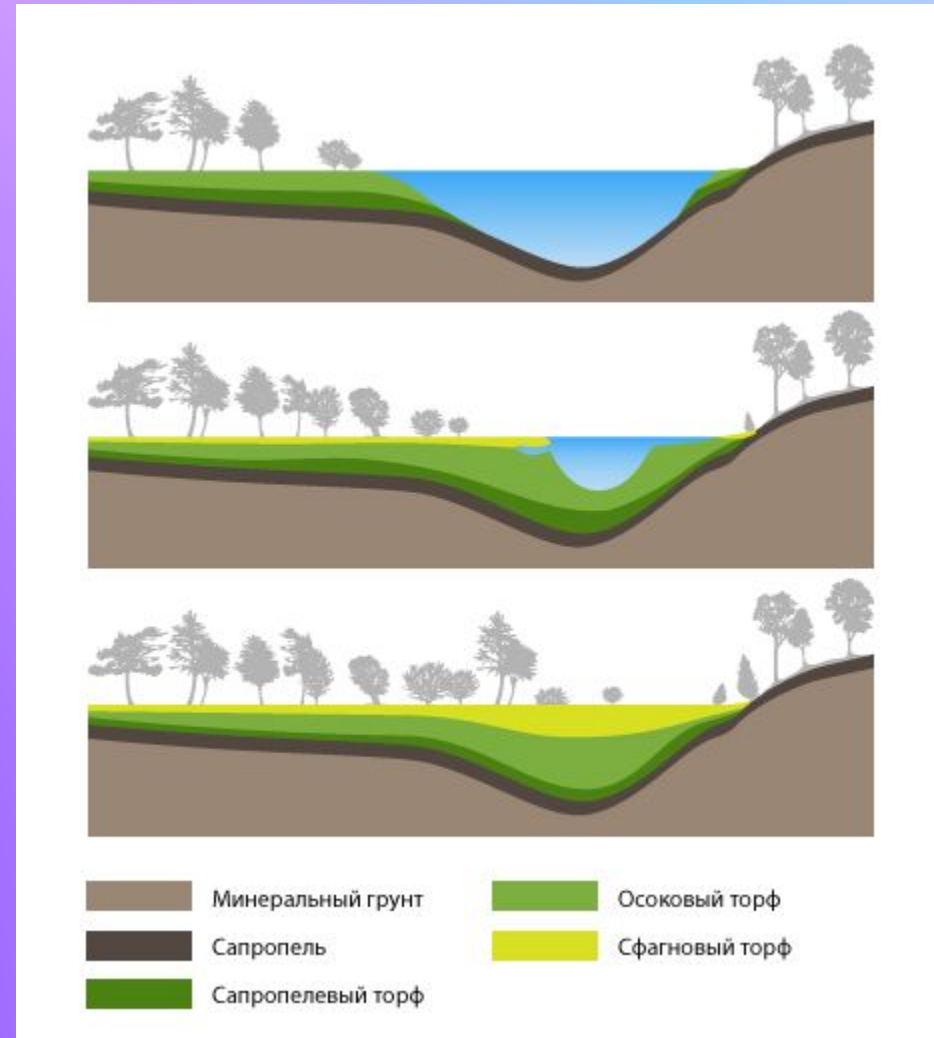 Минеральный грунт
Осоковый торф
Сапропель
Сфагновый торф
Сапропелевый торф